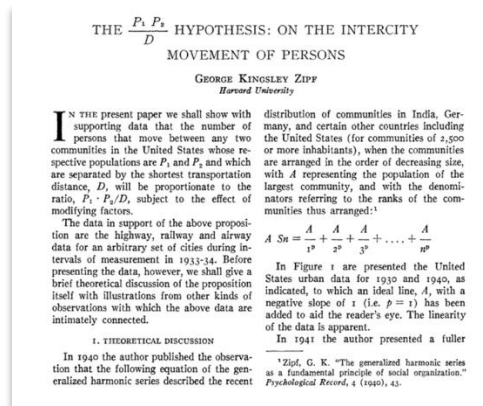 THE P₁ P₂ / D HYPOTHESIS: ON THE INTERCITY
MOVEMENT OF PERSONS
GEORGE KINGSLEY ZIPF
Harvard University
IN THE present paper we shall show with
supporting data that the number of
persons that move between any two
communities in the United States whose re-
spective populations are P₁ and P₂ and which
are separated by the shortest transportation
distance, D, will be proportionate to the
ratio, P₁ · P₂/D, subject to the effect of
modifying factors.
The data in support of the above proposi-
tion are the highway, railway and airway
data for an arbitrary set of cities during in-
tervals of measurement in 1933-34. Before
presenting the data, however, we shall give a
brief theoretical discussion of the proposition
itself with illustrations from other kinds of
observations with which the above data are
intimately connected.
I. THEORETICAL DISCUSSION
In 1940 the author published the observa-
tion that the following equation of the gen-
eralized harmonic series described the recent
distribution of communities in India, Ger-
many, and certain other countries including
the United States (for communities of 2,500
or more inhabitants), when the communities
are arranged in the order of decreasing size,
with A representing the population of the
largest community, and with the denomi-
nators referring to the ranks of the com-
munities thus arranged:¹
A Sn = A/1ᵖ + A/2ᵖ + A/3ᵖ + .... + A/nᵖ
In Figure 1 are presented the United
States urban data for 1930 and 1940, as
indicated, to which an ideal line, A, with a
negative slope of 1 (i.e. p = 1) has been
added to aid the reader's eye. The linearity
of the data is apparent.
In 1941 the author presented a fuller
¹ Zipf, G. K. "The generalized harmonic series
as a fundamental principle of social organization."
Psychological Record, 4 (1940), 43.